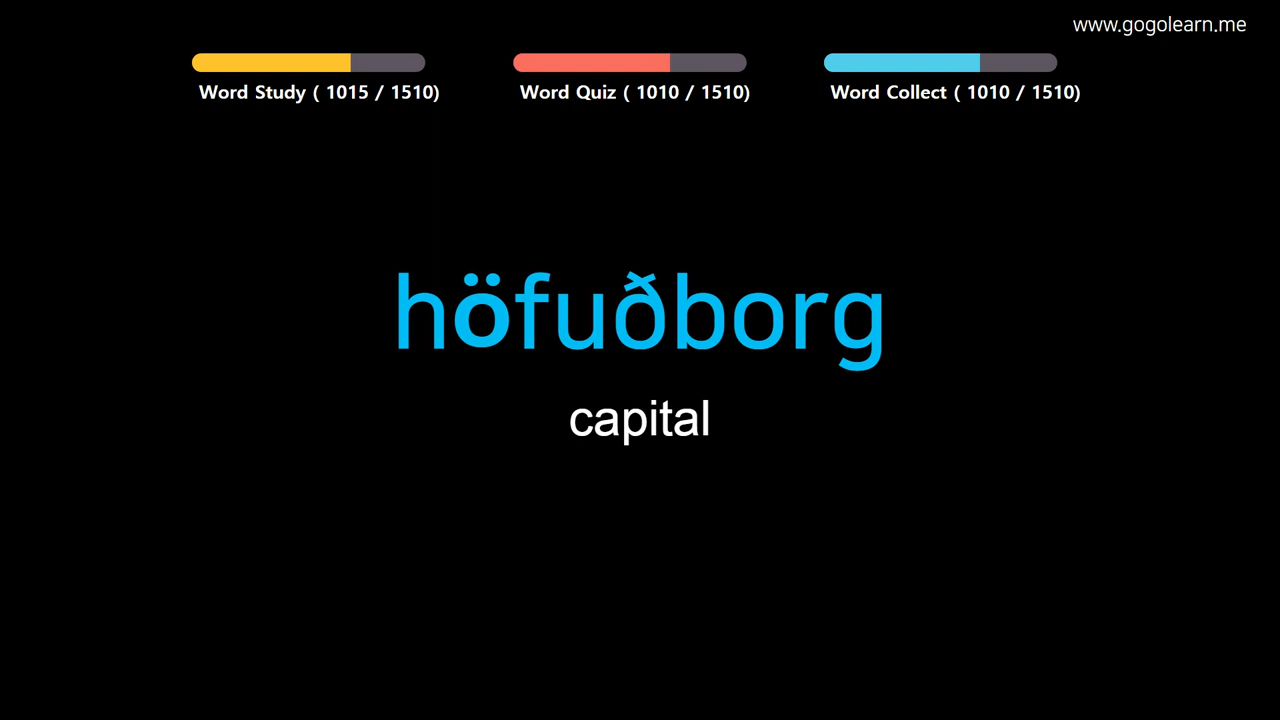 www.gogolearn.me
Word Study ( 1015 / 1510)
Word Quiz ( 1010 / 1510)
Word Collect ( 1010 / 1510)
höfuðborg
capital